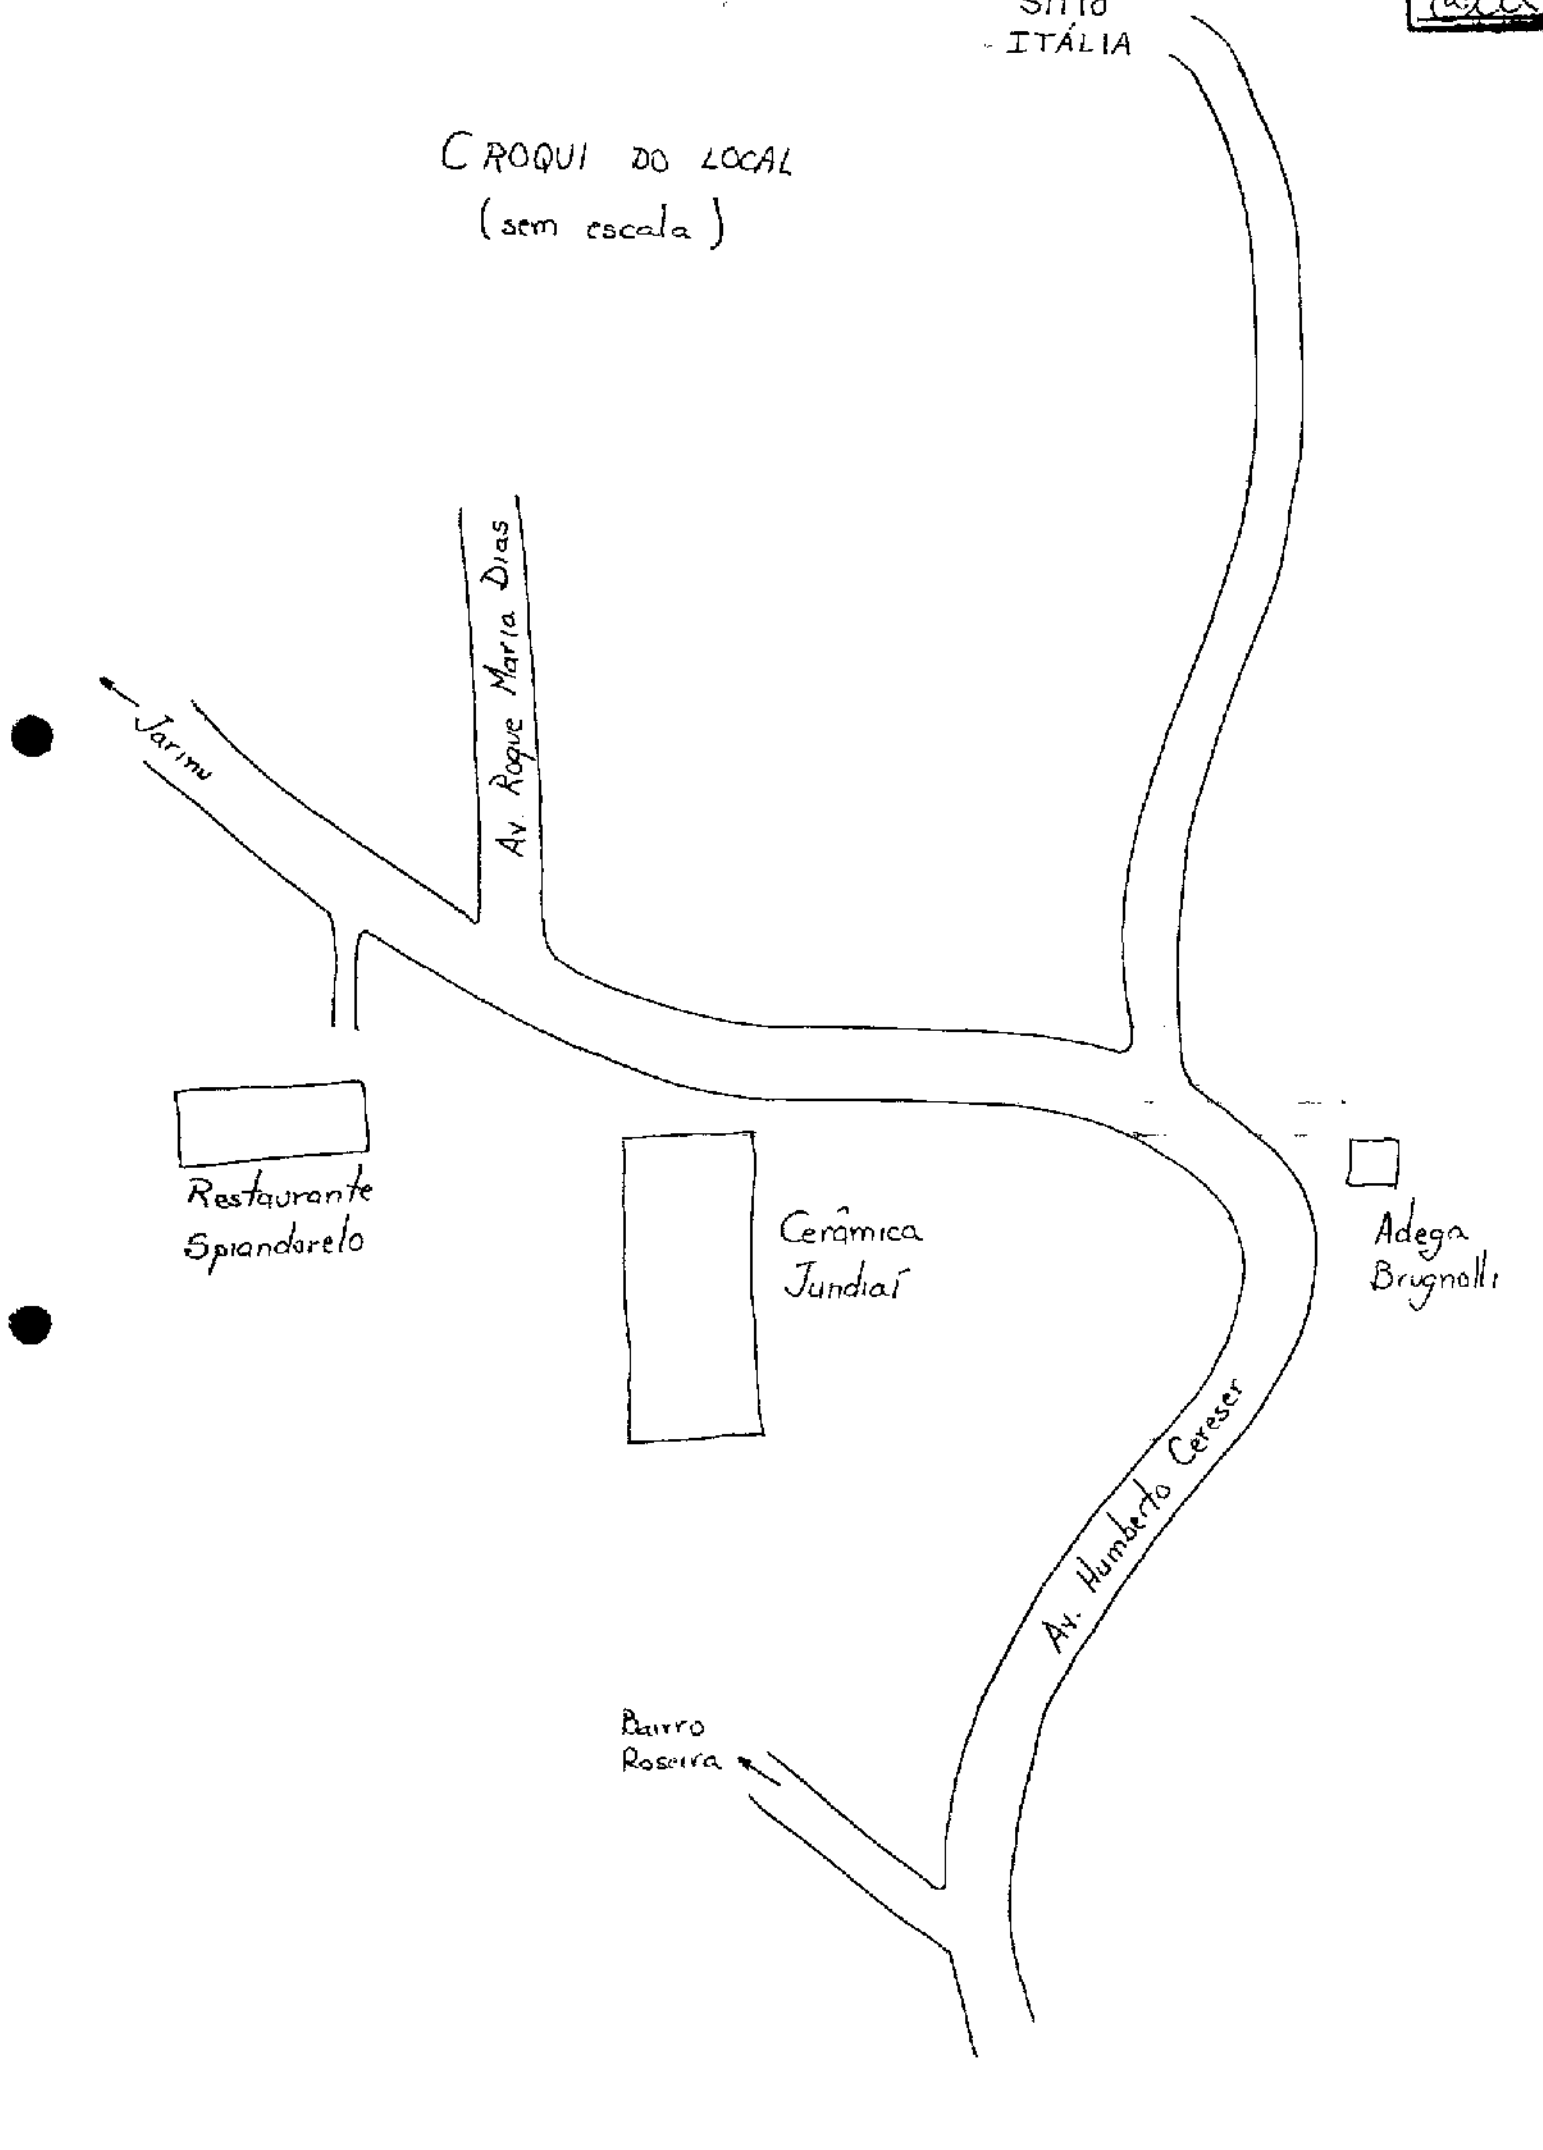 SITIO
ITÁLIA
CROQUI DO LOCAL
(sem escala)
Av. Roque Maria Dias
Jarinu
Restaurante
Spiandorelo
Cerâmica
Jundiaí
Adega
Brugnolli
Av. Humberto Cereser
Bairro
Roseira